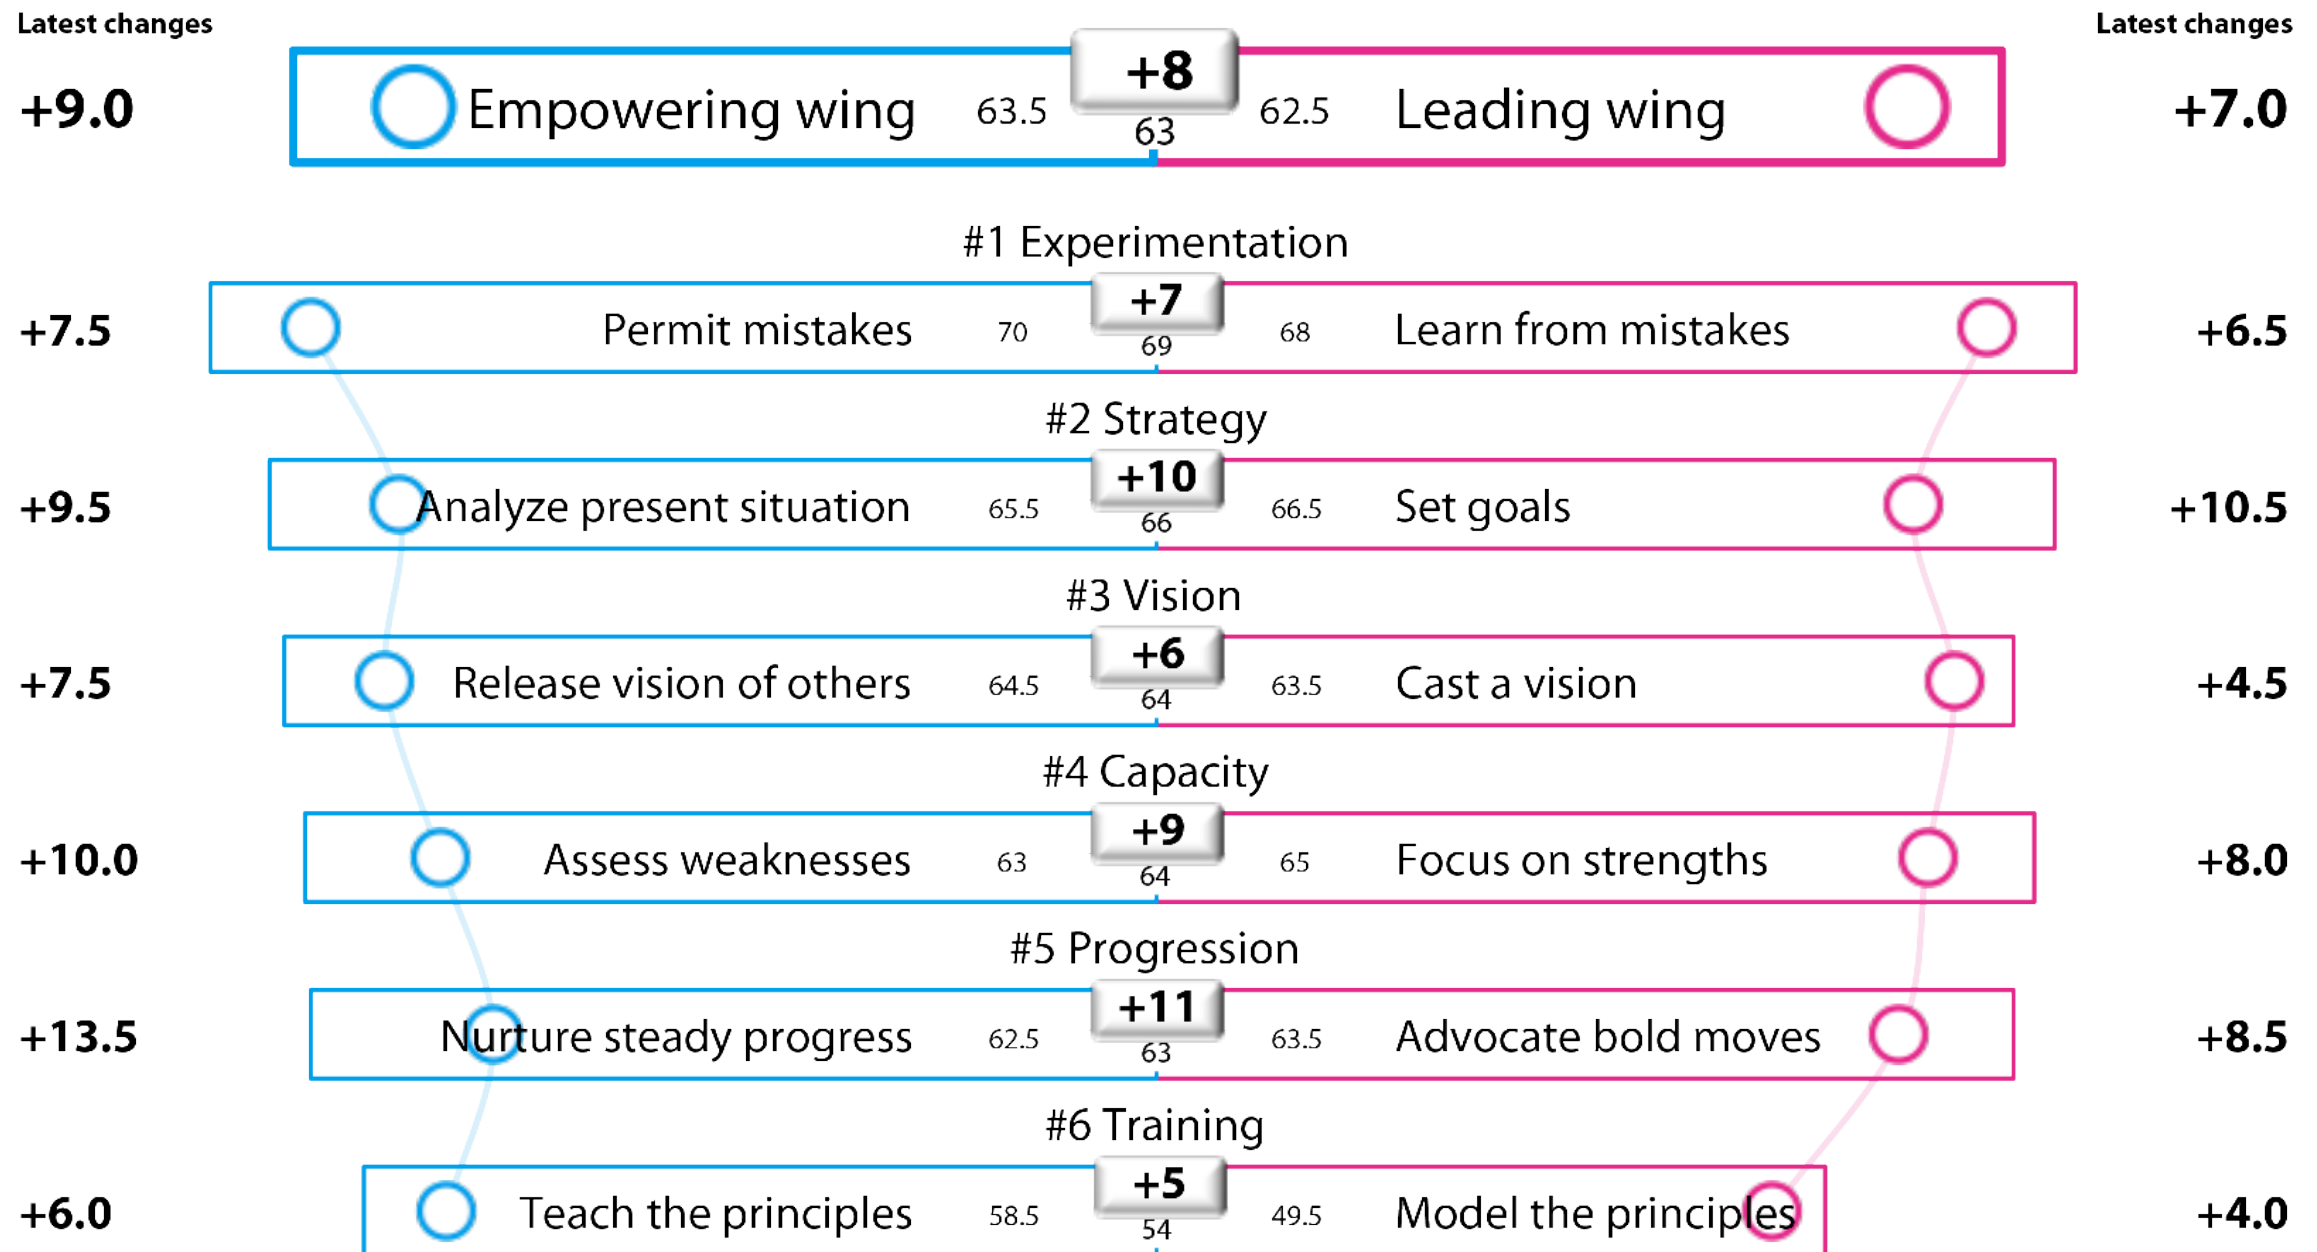 Latest changes Latest changes
+8
+9.0 Empowering wing 63.5 62.5 Leading wing +7.0
63
#1 Experimentation
+7
+7.5 Permit mistakes 70 68 Learn from mistakes +6.5
69
#2 Strategy
+10
+9.5 Analyze present situation 65.5 66.5 Set goals +10.5
66
#3 Vision
+6
+7.5 Release vision of others 64.5 63.5 Cast a vision +4.5
64
#4 Capacity
+9
+10.0 Assess weaknesses 63 65 Focus on strengths +8.0
64
#5 Progression
+11
+13.5 Nurture steady progress 62.5 63.5 Advocate bold moves +8.5
63
#6 Training
+5
+6.0 Teach the principles 58.5 49.5 Model the principles +4.0
54